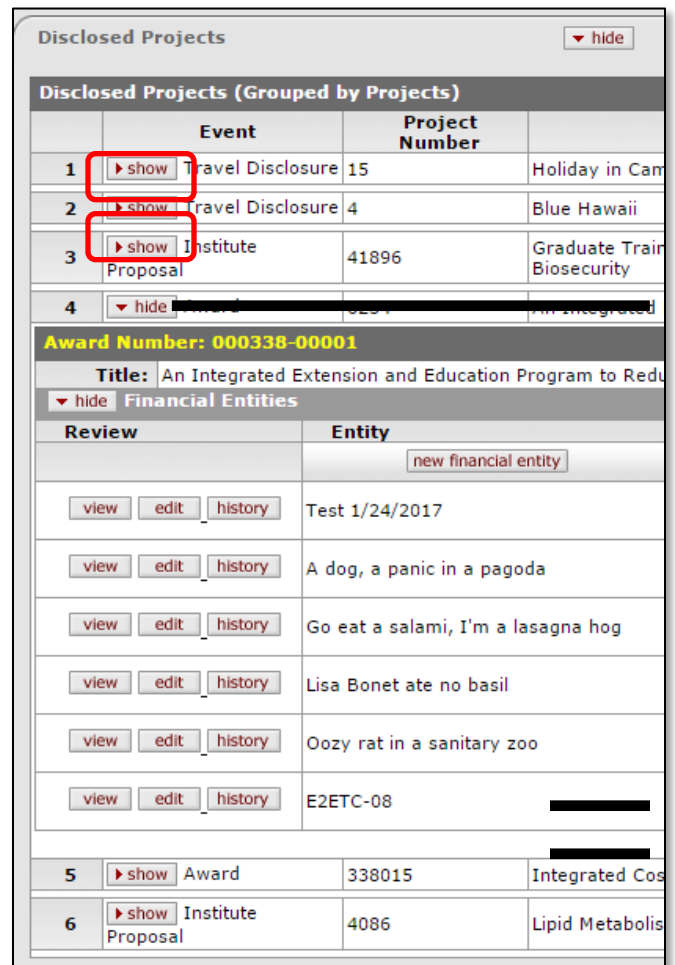 Disclosed Projects hide
Disclosed Projects (Grouped by Projects)
Event Project Number
1 show Travel Disclosure 15 Holiday in Cam
2 show Travel Disclosure 4 Blue Hawaii
3 show Institute Proposal 41896 Graduate Train
Biosecurity
4 hide
Award Number: 000338-00001
Title: An Integrated Extension and Education Program to Redu
hide Financial Entities
Review Entity
new financial entity
view edit history Test 1/24/2017
view edit history A dog, a panic in a pagoda
view edit history Go eat a salami, I'm a lasagna hog
view edit history Lisa Bonet ate no basil
view edit history Oozy rat in a sanitary zoo
view edit history E2ETC-08
5 show Award 338015 Integrated Cos
6 show Institute Proposal 4086 Lipid Metabolis